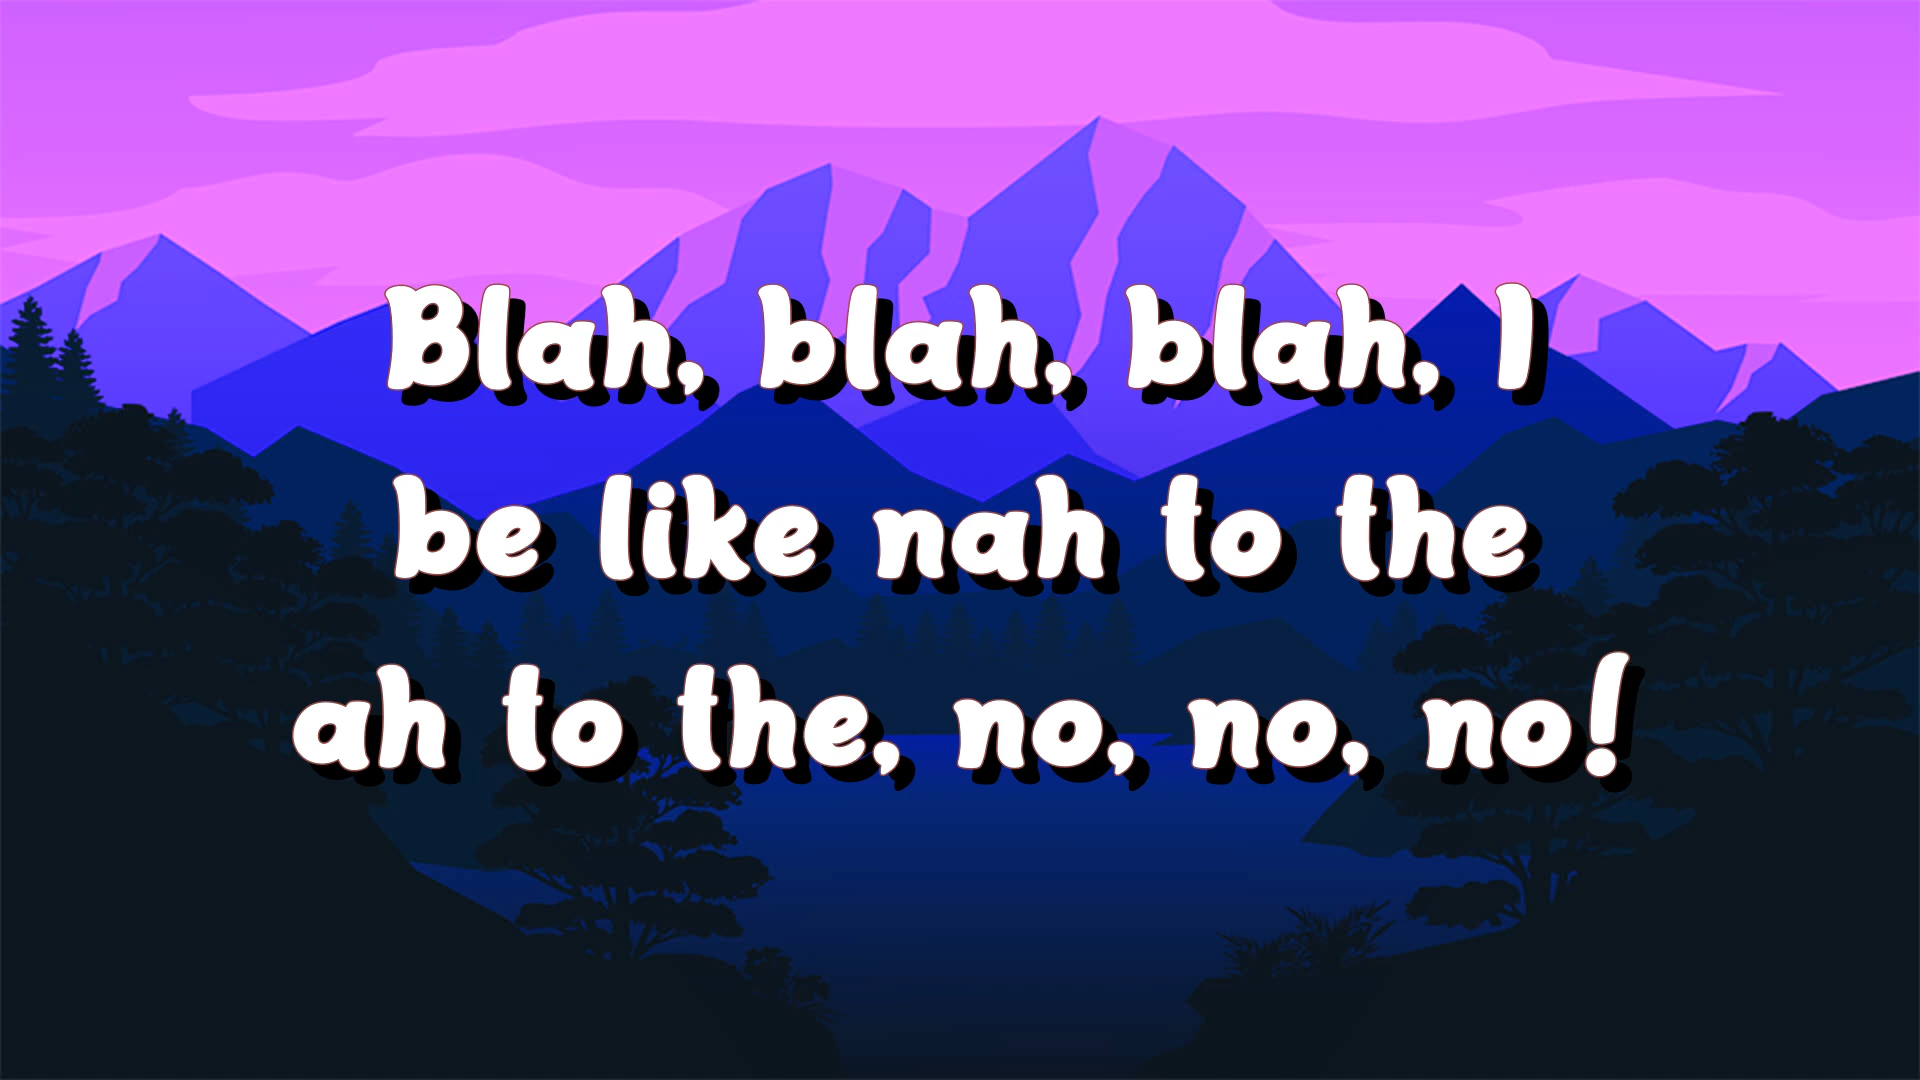 Blah, blah, blah, I
be like nah to the
ah to the, no, no, no!